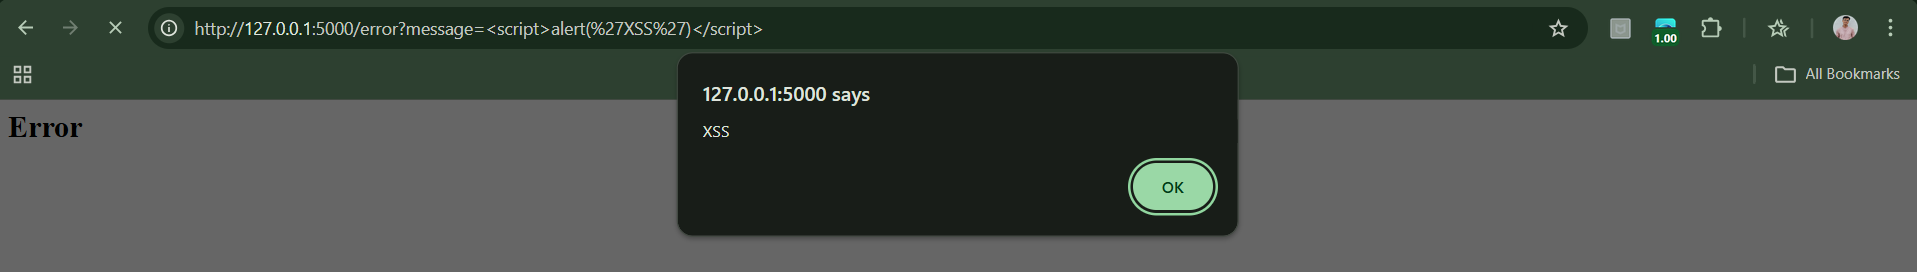 http://127.0.0.1:5000/error?message=<script>alert(%27XSS%27)</script>
1.00
All Bookmarks
127.0.0.1:5000 says
XSS
OK
Error